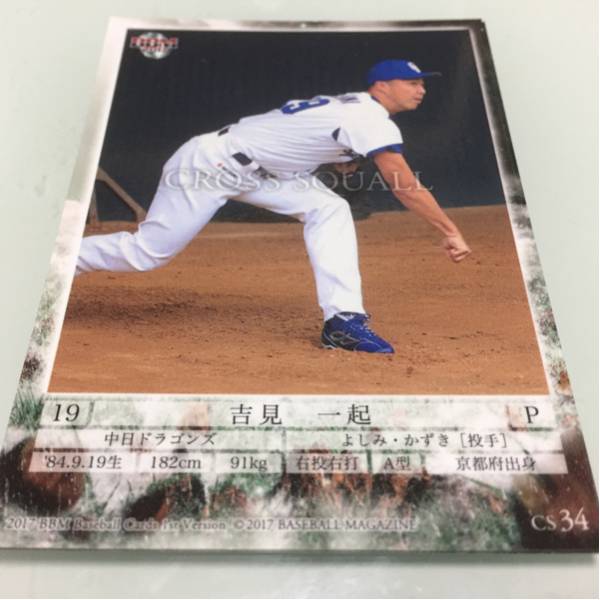 BBM
2017
19
CROSS SQUALL
19 吉見 一起 P
中日ドラゴンズ よしみ・かずき [投手]
'84.9.19生 182cm 91kg 右投右打 A型 京都府出身
2017 BBM Baseball Cards 1st Version © 2017 BASEBALL MAGAZINE
CS 34